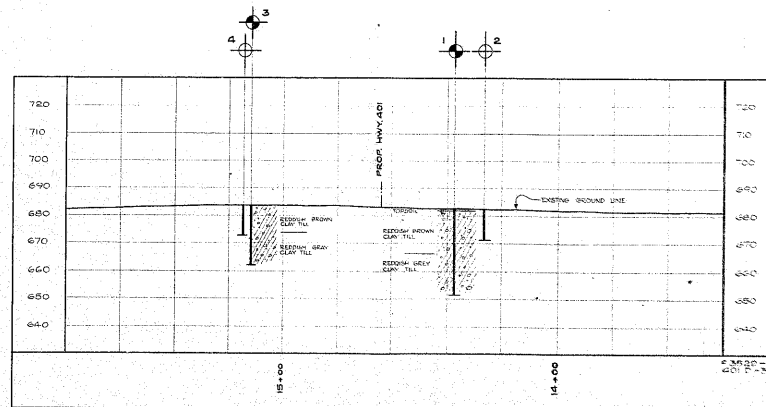 3
4
1
2
720
710
700
690
680
670
660
650
640
PROP. HWY. 401
EXISTING GROUND LINE
TOPSOIL
REDDISH BROWN
CLAY TILL
REDDISH GRAY
CLAY TILL
REDDISH BROWN
CLAY TILL
REDDISH GREY
CLAY TILL
720
710
700
690
680
670
660
650
640
15+00
14+00